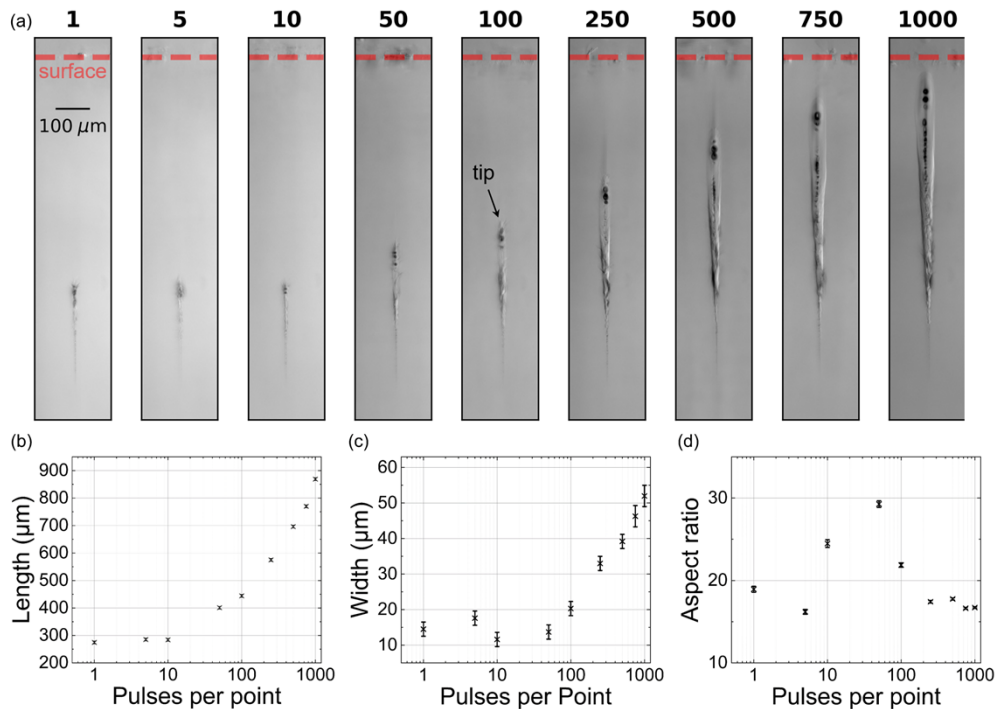 (a) 1 5 10 50 100 250 500 750 1000
surface
100 μm
tip
(b) (c) (d)
900
800
700
600
500
400
300
200
Length (μm)
1 10 100 1000
Pulses per point
60
50
40
30
20
10
Width (μm)
1 10 100 1000
Pulses per Point
30
20
10
Aspect ratio
1 10 100 1000
Pulses per point